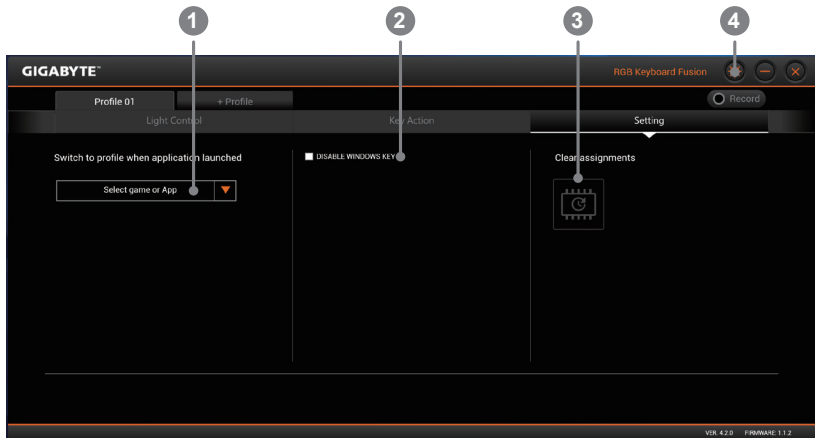 1 2 3 4
GIGABYTE™ RGB Keyboard Fusion
Profile 01 + Profile Record
Light Control Key Action Setting
Switch to profile when application launched DISABLE WINDOWS KEY Clear assignments
Select game or App
VER. 4.2.0 FIRMWARE: 1.1.2